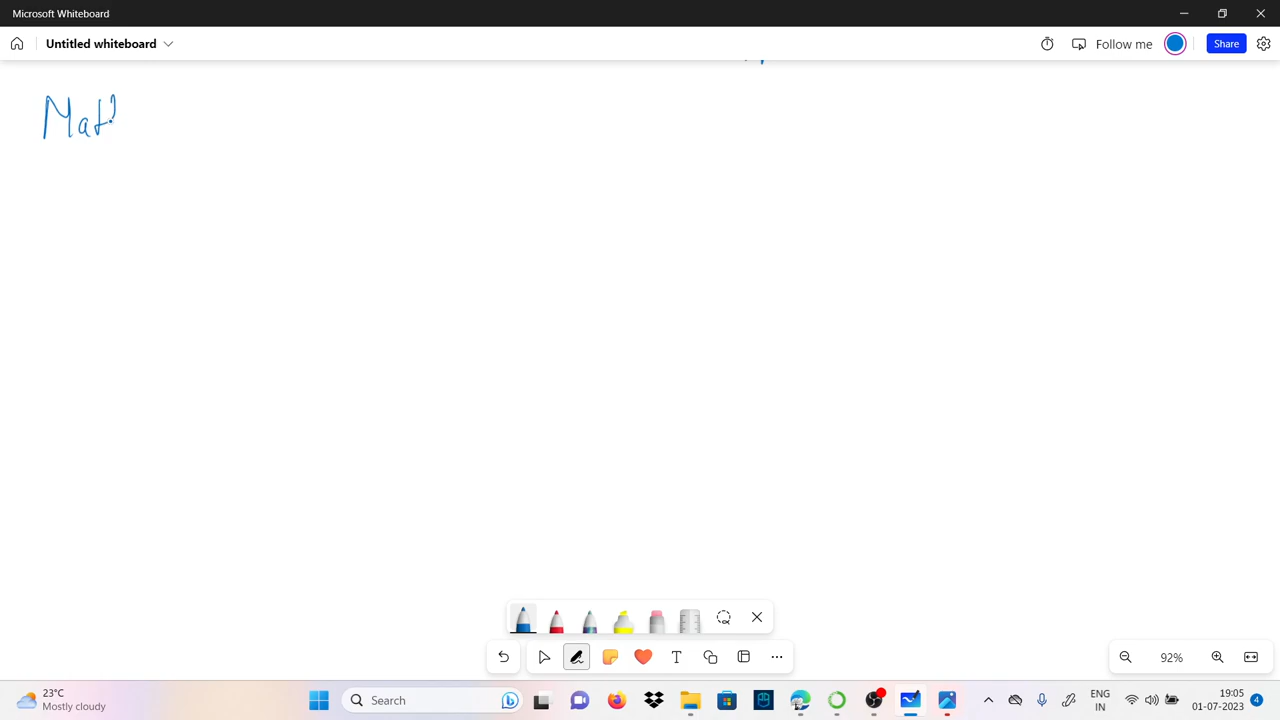 Microsoft Whiteboard
Untitled whiteboard
Follow me
Share
Mat
92%
23°C
Mostly cloudy
Search
ENG
IN
19:05
01-07-2023
4